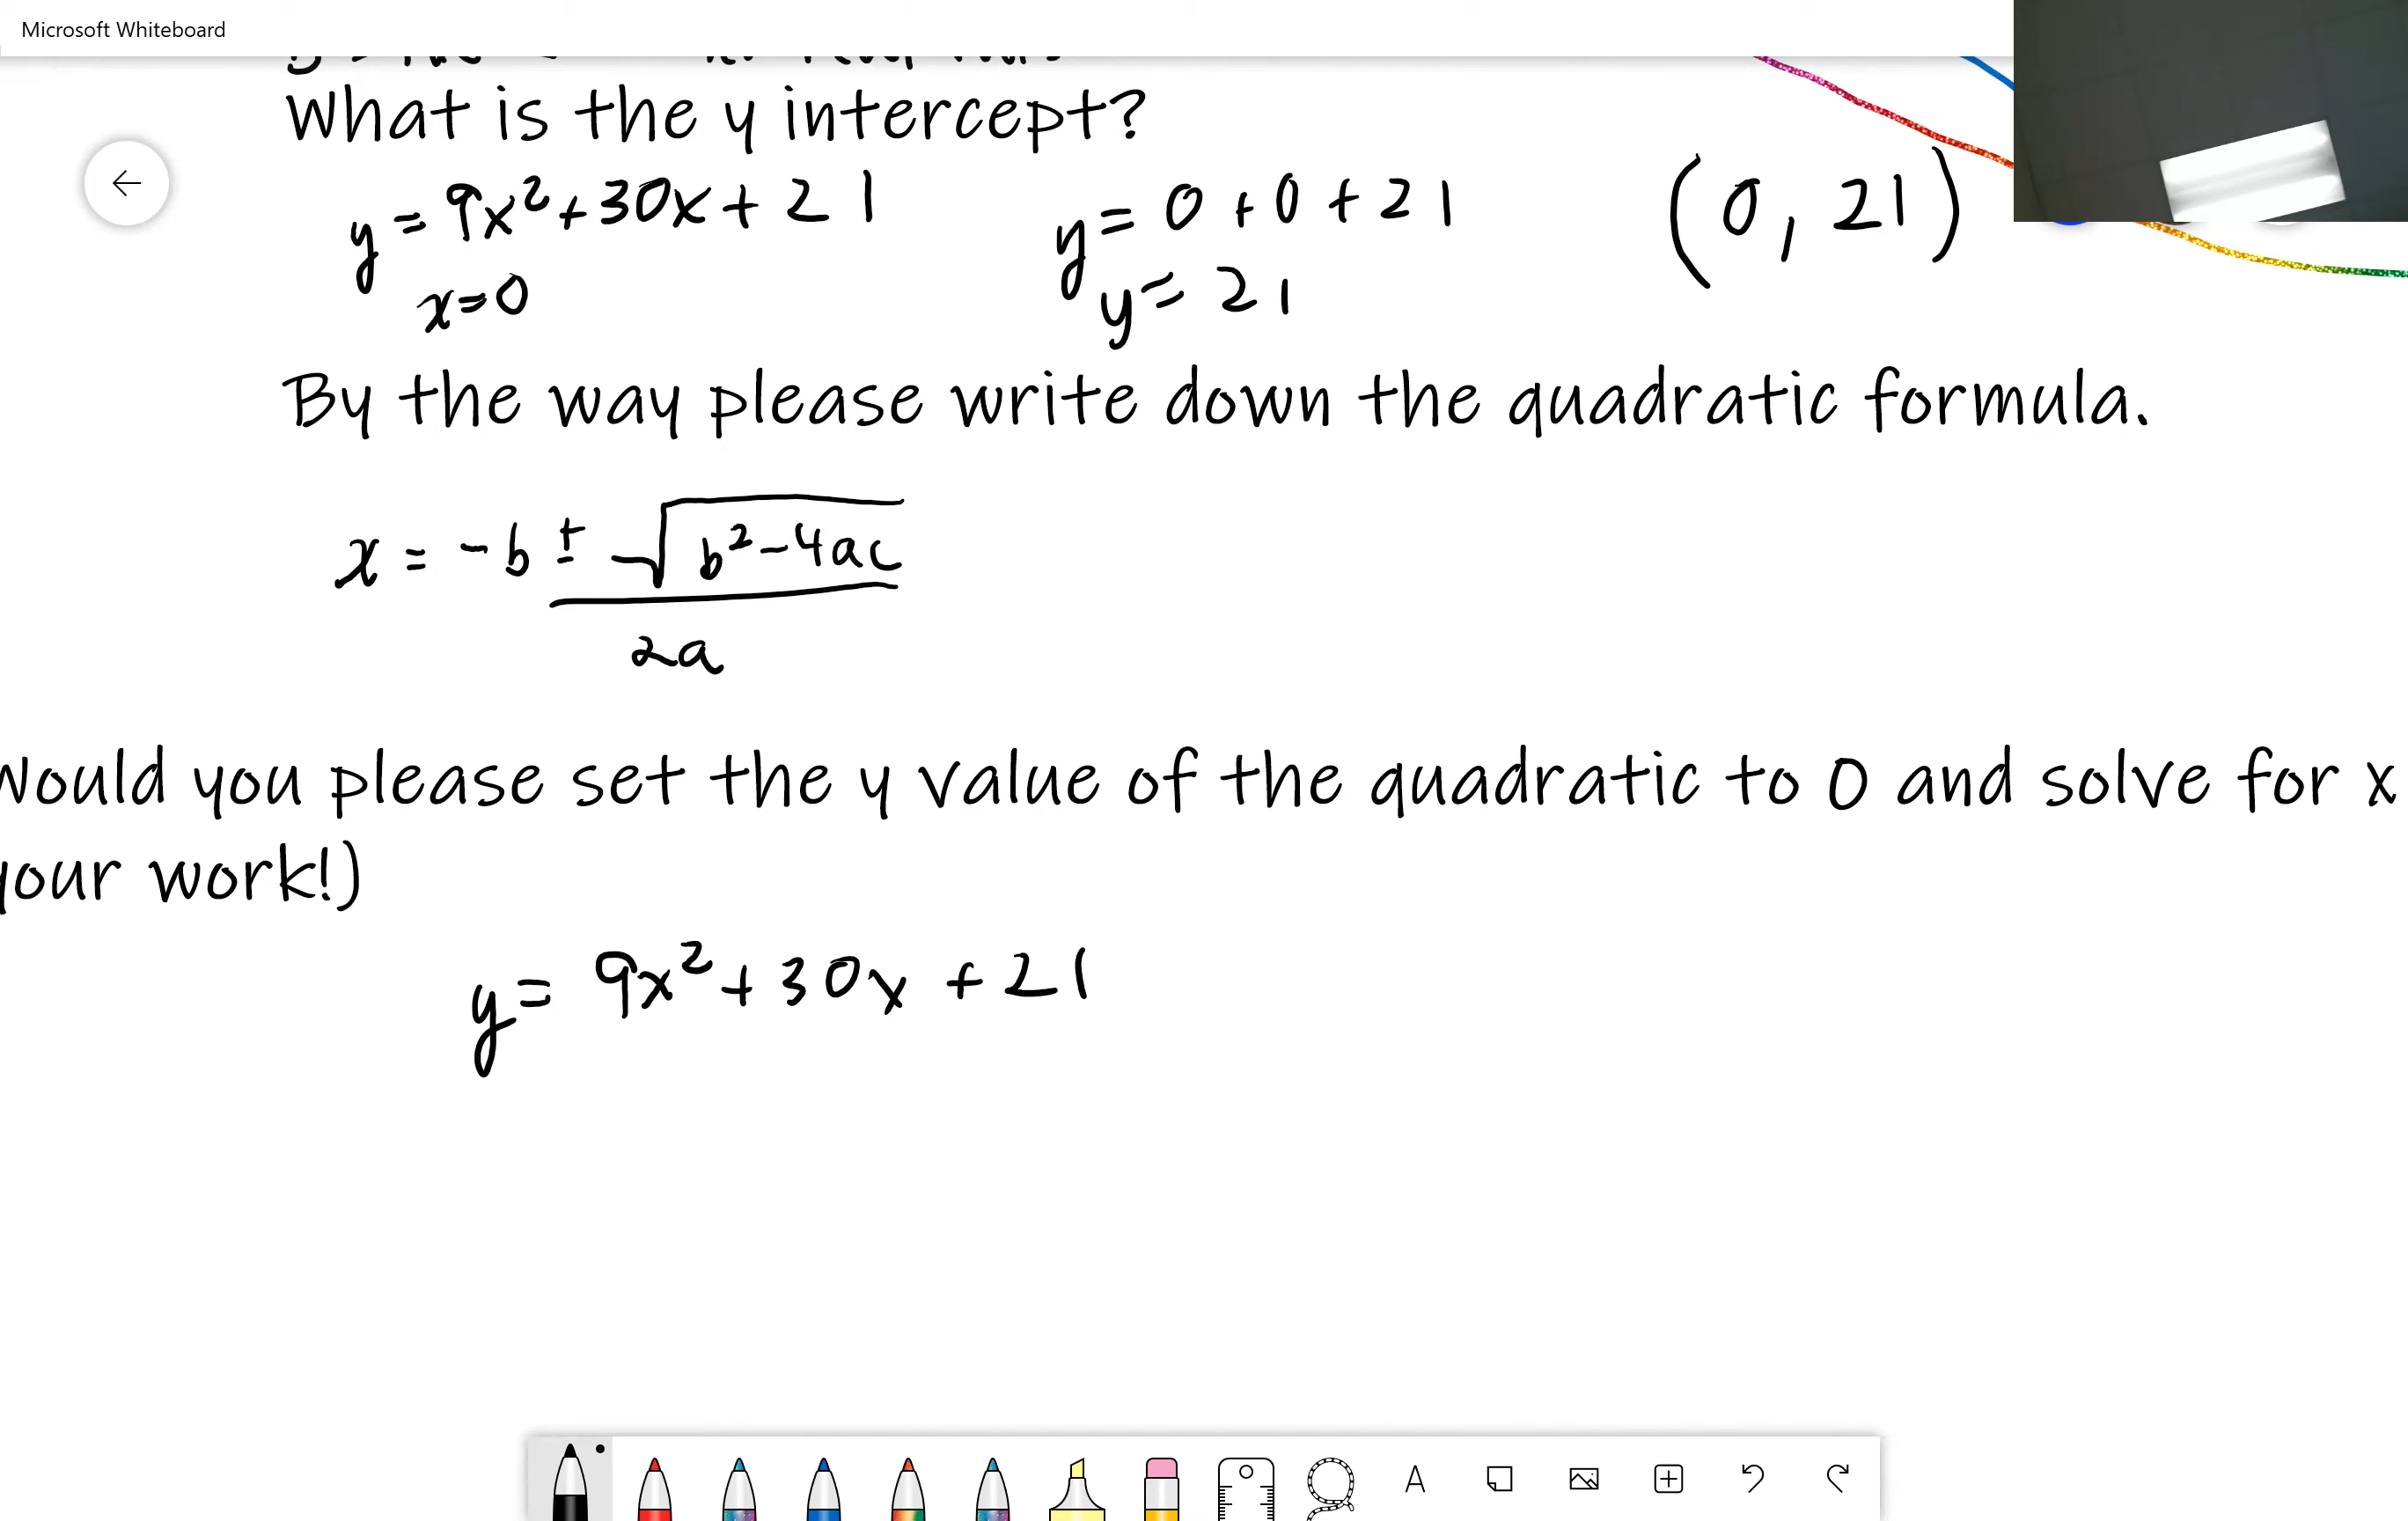 Microsoft Whiteboard
What is the y intercept?
y = 9x²+30x+21 y= 0+0+21 (0, 21)
x=0 y= 21
By the way please write down the quadratic formula.
x = -b ± √b²-4ac
2a
Would you please set the y value of the quadratic to 0 and solve for x
your work!)
y= 9x²+30x+21
A